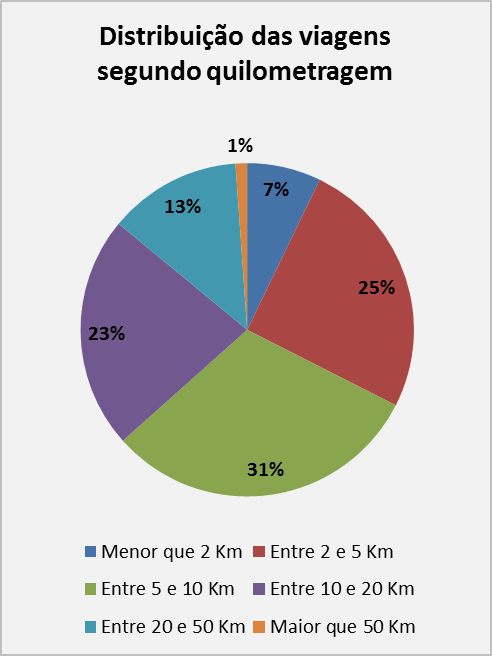 Distribuição das viagens
segundo quilometragem
1%
7%
13%
25%
23%
31%
Menor que 2 Km
Entre 2 e 5 Km
Entre 5 e 10 Km
Entre 10 e 20 Km
Entre 20 e 50 Km
Maior que 50 Km